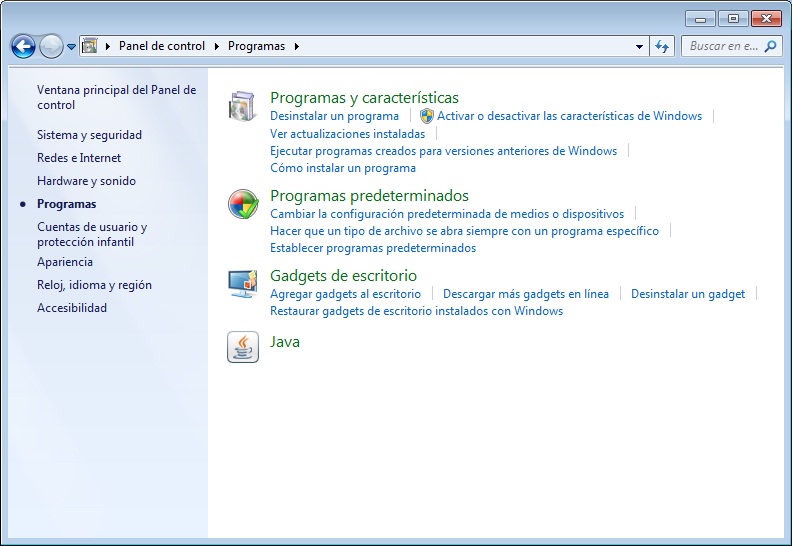 Panel de control Programas
Buscar en e...
Ventana principal del Panel de
control
Sistema y seguridad
Redes e Internet
Hardware y sonido
Programas
Cuentas de usuario y
protección infantil
Apariencia
Reloj, idioma y región
Accesibilidad
Programas y características
Desinstalar un programa Activar o desactivar las características de Windows
Ver actualizaciones instaladas
Ejecutar programas creados para versiones anteriores de Windows
Cómo instalar un programa
Programas predeterminados
Cambiar la configuración predeterminada de medios o dispositivos
Hacer que un tipo de archivo se abra siempre con un programa específico
Establecer programas predeterminados
Gadgets de escritorio
Agregar gadgets al escritorio Descargar más gadgets en línea Desinstalar un gadget
Restaurar gadgets de escritorio instalados con Windows
Java